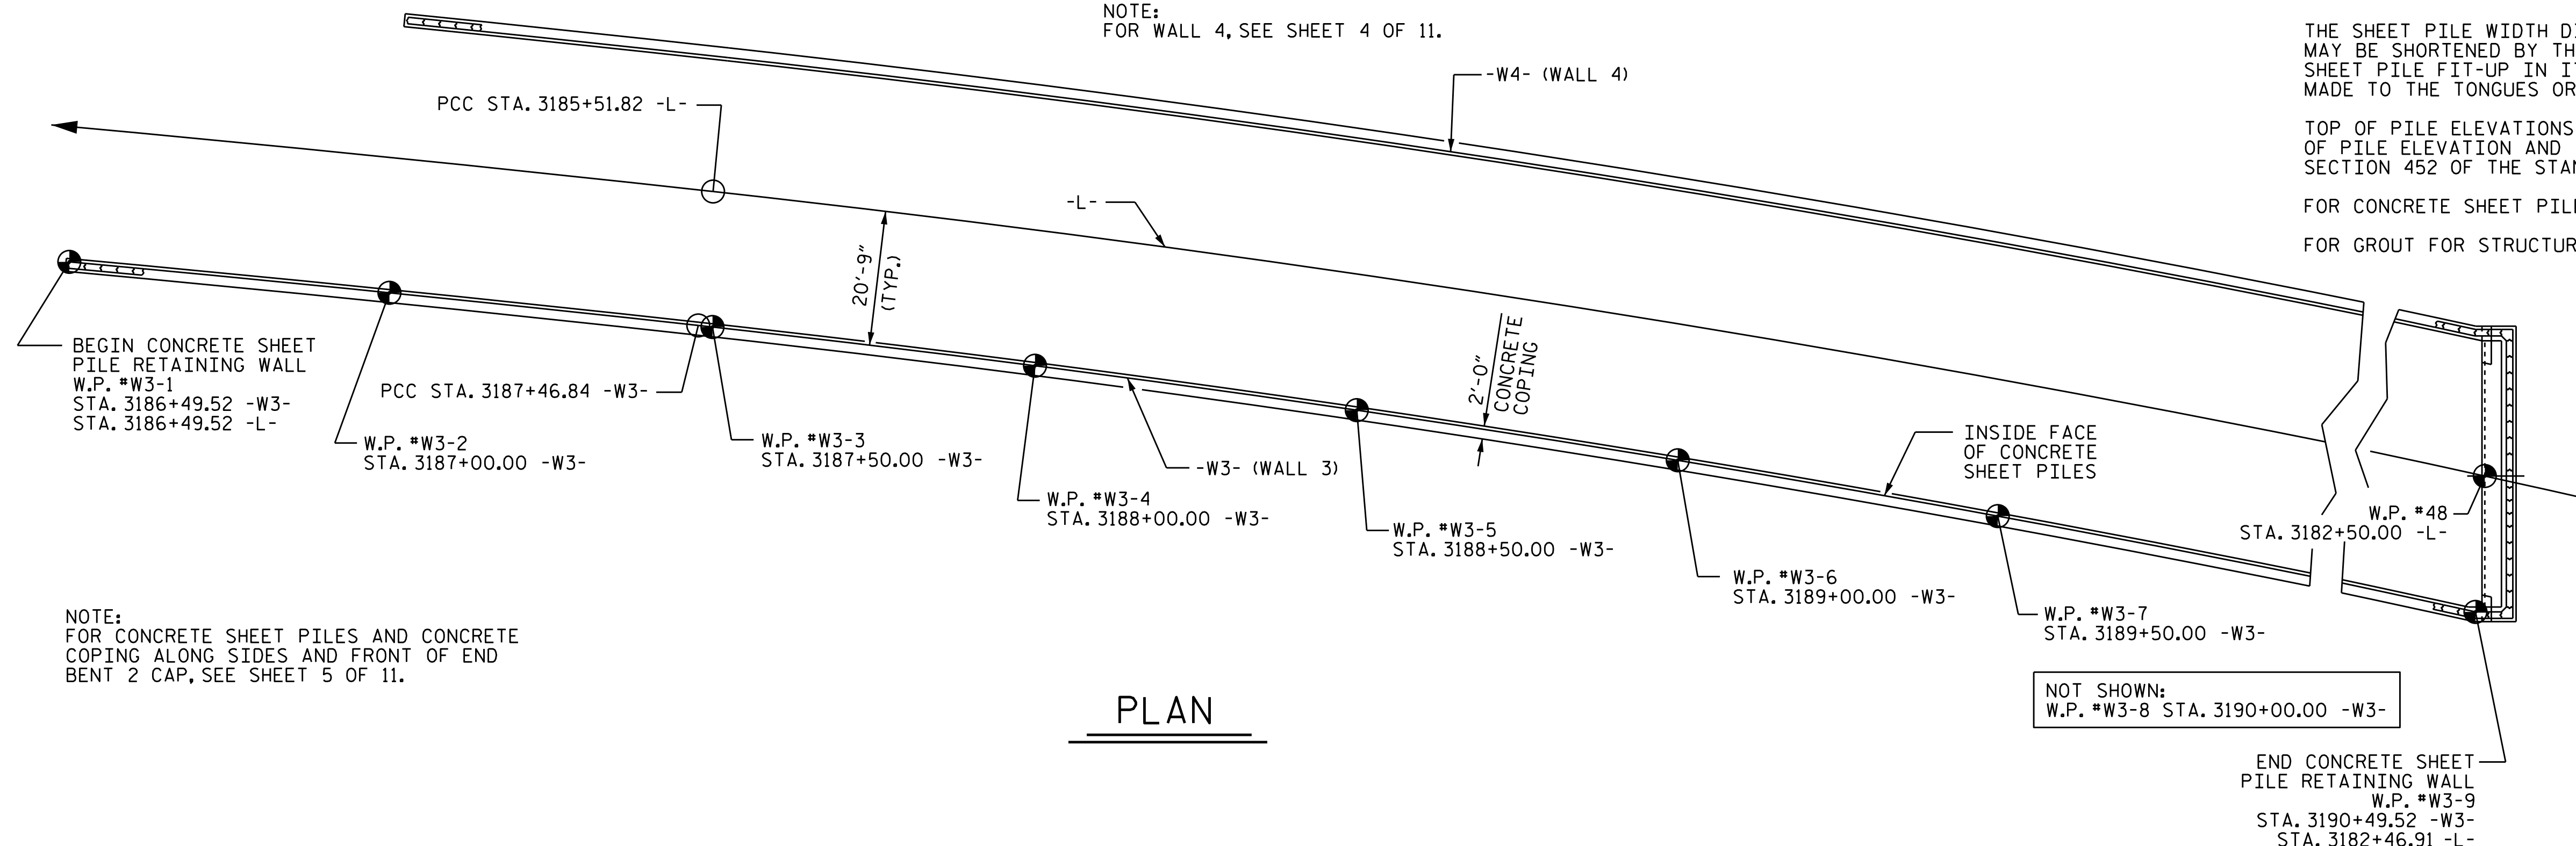 NOTE:
FOR WALL 4, SEE SHEET 4 OF 11.
-W4- (WALL 4)
THE SHEET PILE WIDTH
MAY BE SHORTENED BY
SHEET PILE FIT-UP IN
MADE TO THE TONGUES OR
TOP OF PILE ELEVATIONS
OF PILE ELEVATION AND
SECTION 452 OF THE
FOR CONCRETE SHEET
FOR GROUT FOR
PCC STA. 3185+51.82 -L-
-L-
20'-9"
(TYP.)
BEGIN CONCRETE SHEET
PILE RETAINING WALL
W.P. #W3-1
STA. 3186+49.52 -W3-
STA. 3186+49.52 -L-
W.P. #W3-2
STA. 3187+00.00 -W3-
PCC STA. 3187+46.84 -W3-
W.P. #W3-3
STA. 3187+50.00 -W3-
-W3- (WALL 3)
W.P. #W3-4
STA. 3188+00.00 -W3-
2'-0"
CONCRETE
COPING
W.P. #W3-5
STA. 3188+50.00 -W3-
W.P. #W3-6
STA. 3189+00.00 -W3-
INSIDE FACE
OF CONCRETE
SHEET PILES
W.P. #W3-7
STA. 3189+50.00 -W3-
W.P. #48
STA. 3182+50.00 -L-
NOTE:
FOR CONCRETE SHEET PILES AND CONCRETE
COPING ALONG SIDES AND FRONT OF END
BENT 2 CAP, SEE SHEET 5 OF 11.
PLAN
NOT SHOWN:
W.P. #W3-8 STA. 3190+00.00 -W3-
END CONCRETE SHEET
PILE RETAINING WALL
W.P. #W3-9
STA. 3190+49.52 -W3-
STA. 3182+46.91 -L-